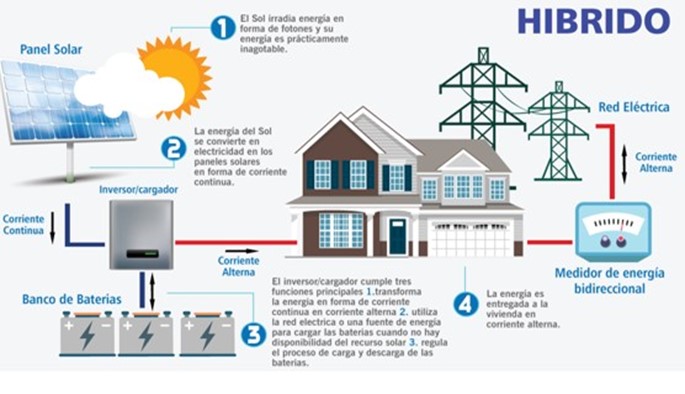 HIBRIDO
1
El Sol irradia energía en
forma de fotones y su
energía es prácticamente
inagotable.
Panel Solar
2
La energía del Sol
se convierte en
electricidad en los
paneles solares
en forma de corriente
continua.
Red Eléctrica
Corriente
Alterna
Inversor/cargador
Corriente
Continua
Corriente
Alterna
Medidor de energía
bidireccional
Banco de Baterias
3
El inversor/cargador cumple tres
funciones principales 1.transforma
la energía en forma de corriente
continua en corriente alterna 2. utiliza
la red electrica o una fuente de energía
para cargar las baterias cuando no hay
disponibilidad del recurso solar 3. regula
el proceso de carga y descarga de las
baterias.
4
La energía es
entregada a la
vivienda en
corriente alterna.